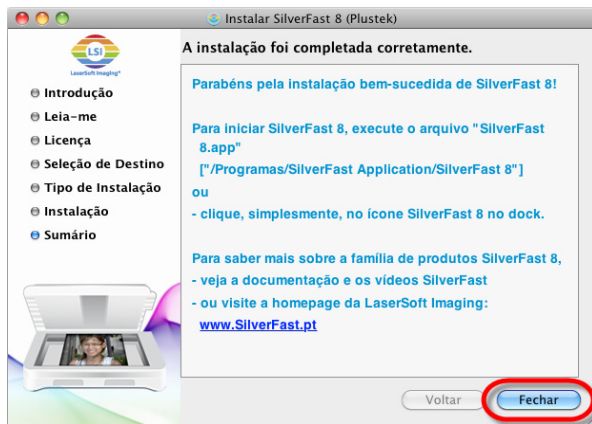 Instalar SilverFast 8 (Plustek)
LSI
LaserSoft Imaging
A instalação foi completada corretamente.
Introdução
Leia-me
Licença
Seleção de Destino
Tipo de Instalação
Instalação
Sumário
Parabéns pela instalação bem-sucedida de SilverFast 8!
Para iniciar SilverFast 8, execute o arquivo "SilverFast
8.app"
["/Programas/SilverFast Application/SilverFast 8"]
ou
- clique, simplesmente, no ícone SilverFast 8 no dock.
Para saber mais sobre a família de produtos SilverFast 8,
- veja a documentação e os vídeos SilverFast
- ou visite a homepage da LaserSoft Imaging:
www.SilverFast.pt
Voltar
Fechar